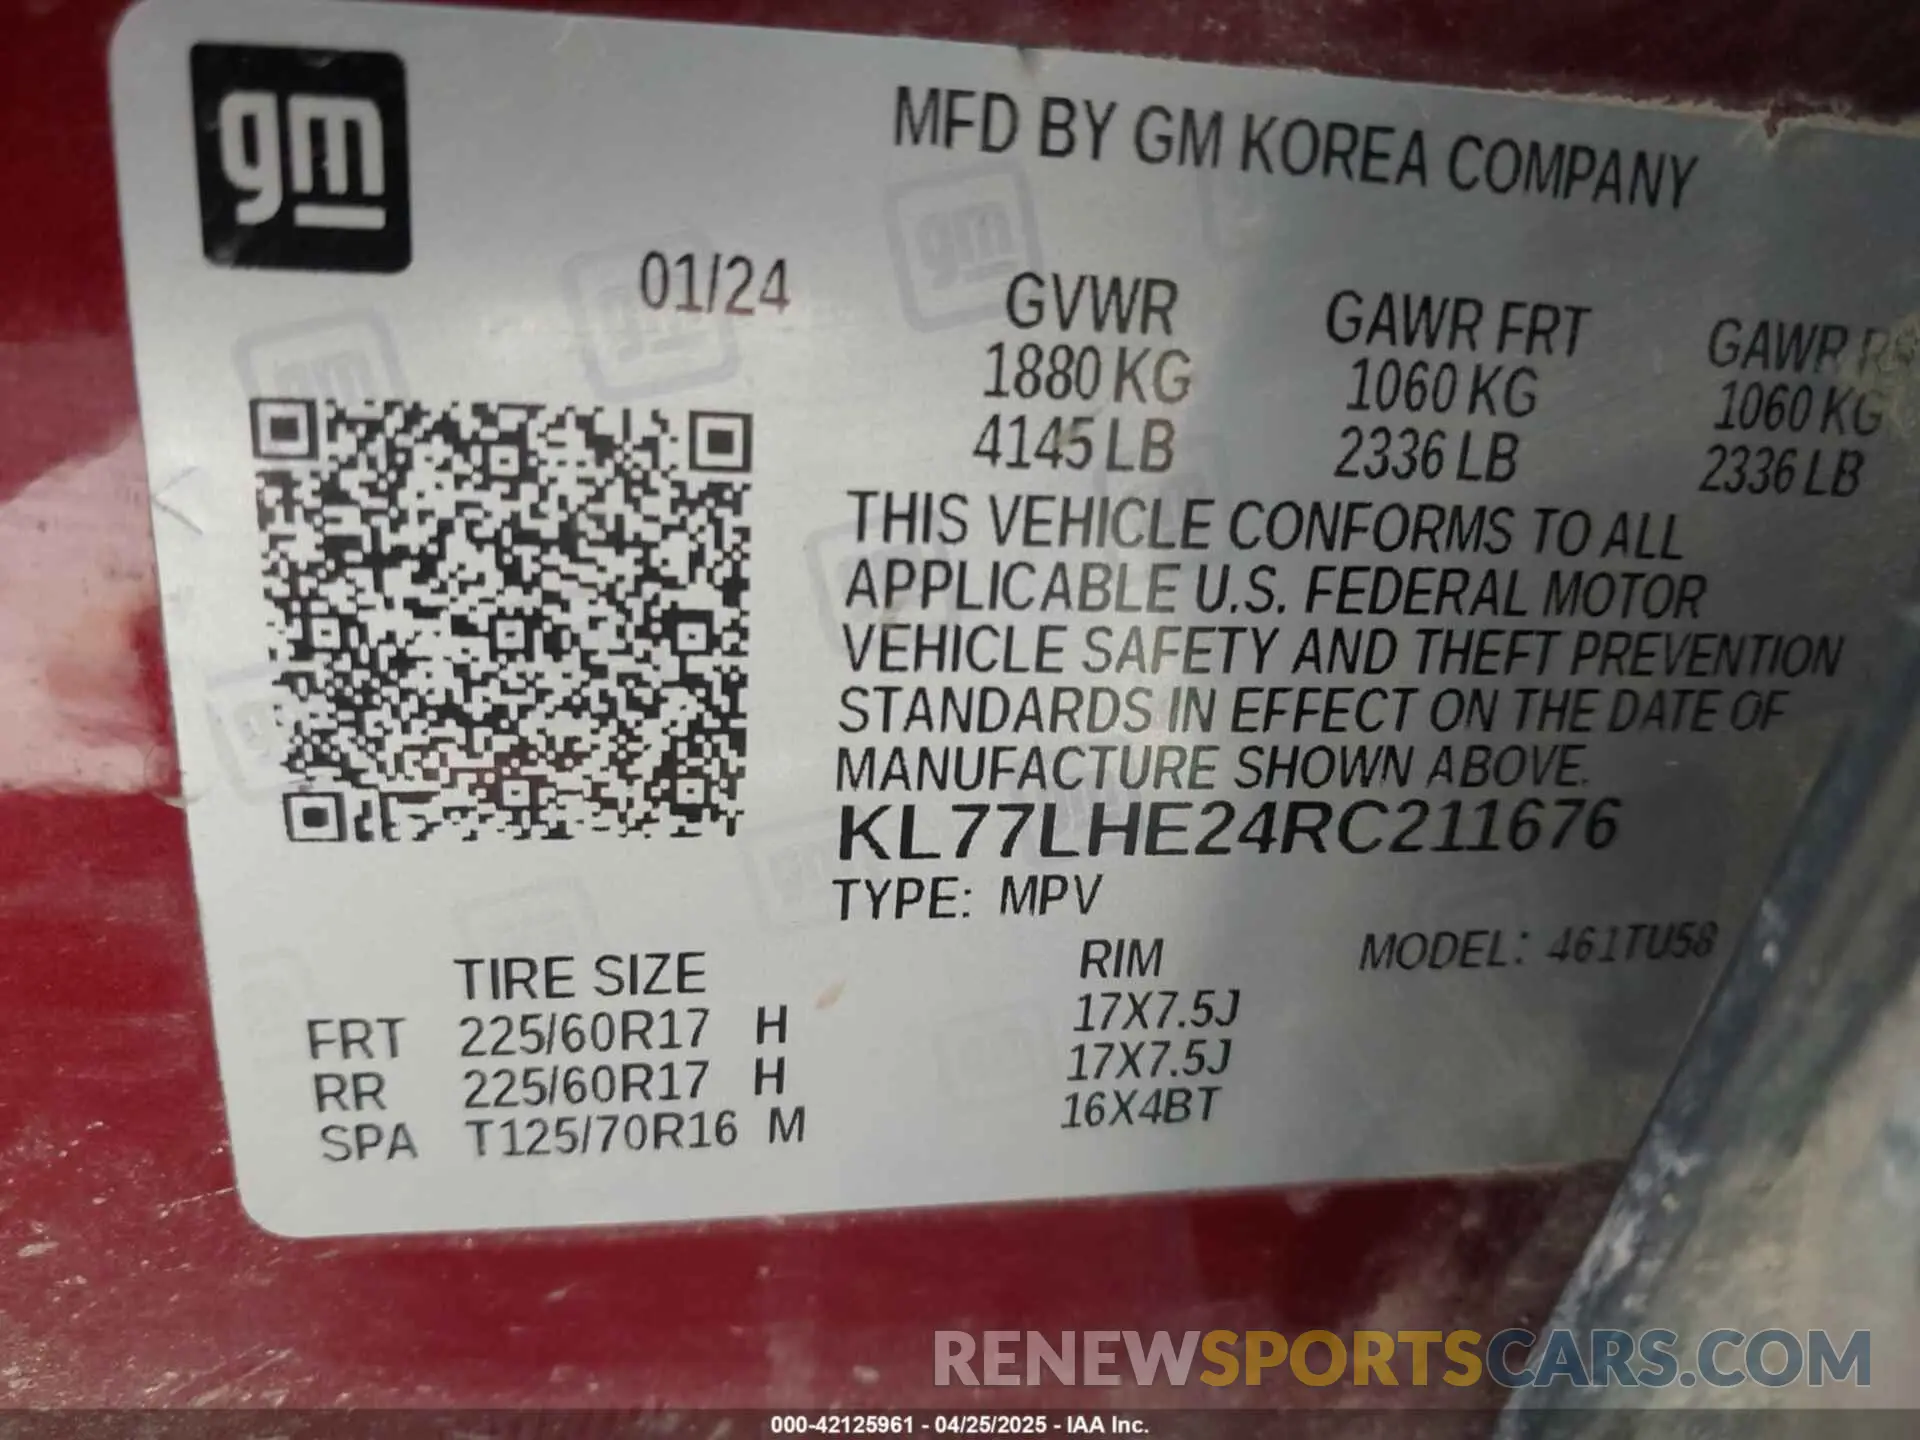 gm
MFD BY GM KOREA COMPANY
01/24
GVWR GAWR FRT GAWR
1880 KG 1060 KG 1060 KG
4145 LB 2336 LB 2336 LB
THIS VEHICLE CONFORMS TO ALL
APPLICABLE U.S. FEDERAL MOTOR
VEHICLE SAFETY AND THEFT PREVENTION
STANDARDS IN EFFECT ON THE DATE OF
MANUFACTURE SHOWN ABOVE.
KL77LHE24RC211676
TYPE: MPV
MODEL: 461TU58
TIRE SIZE RIM
FRT 225/60R17 H 17X7.5J
RR 225/60R17 H 17X7.5J
SPA T125/70R16 M 16X4BT
RENEWSPORTSCARS.COM
000-42125961 - 04/25/2025 - IAA Inc.